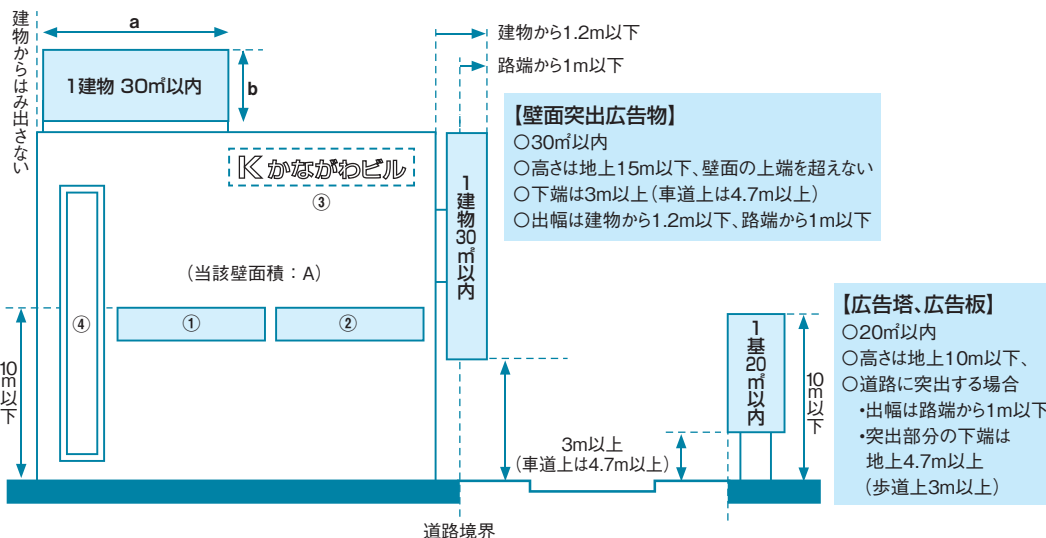 建物からはみ出さない
a
1建物 30㎡以内
b
建物から1.2m以下
路端から1m以下
【壁面突出広告物】
○30㎡以内
○高さは地上15m以下、壁面の上端を超えない
○下端は3m以上(車道上は4.7m以上)
○出幅は建物から1.2m以下、路端から1m以下
K かながわビル
③
1建物30㎡以内
(当該壁面積:A)
④
①
②
10m以下
3m以上
(車道上は4.7m以上)
1基20㎡以内
10m以下
【広告塔、広告板】
○20㎡以内
○高さは地上10m以下、
○道路に突出する場合
・出幅は路端から1m以下
・突出部分の下端は
地上4.7m以上
(歩道上3m以上)
道路境界